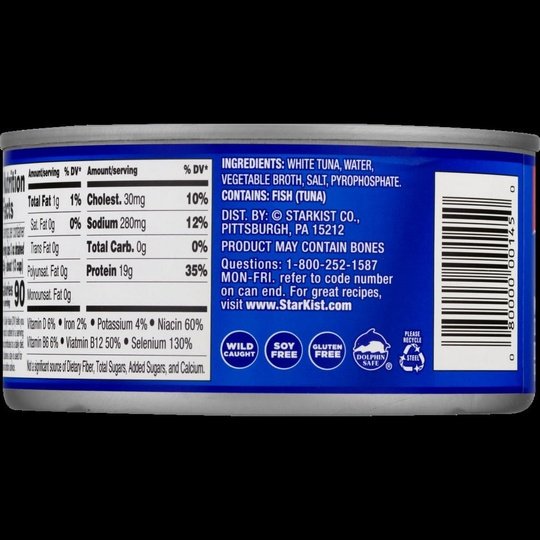 Nutrition
Facts
Calories 90
Amount/serving % DV*
Total Fat 1g 1%
Sat. Fat 0g 0%
Trans Fat 0g
Polyunsat. Fat 0g
Monounsat. Fat 0g
Amount/serving % DV*
Cholest. 30mg 10%
Sodium 280mg 12%
Total Carb. 0g 0%
Protein 19g 35%
Vitamin D 6% • Iron 2% • Potassium 4% • Niacin 60%
Vitamin B6 6% • Viatmin B12 50% • Selenium 130%
Not a significant source of Dietary Fiber, Total Sugars, Added Sugars, and Calcium.
INGREDIENTS: WHITE TUNA, WATER,
VEGETABLE BROTH, SALT, PYROPHOSPHATE.
CONTAINS: FISH (TUNA)
DIST. BY: © STARKIST CO.,
PITTSBURGH, PA 15212
PRODUCT MAY CONTAIN BONES
Questions: 1-800-252-1587
MON-FRI. refer to code number
on can end. For great recipes,
visit www.StarKist.com
WILD
CAUGHT
SOY
FREE
GLUTEN
FREE
DOLPHIN
SAFE®
PLEASE
RECYCLE
STEEL
0 80000 00145 0